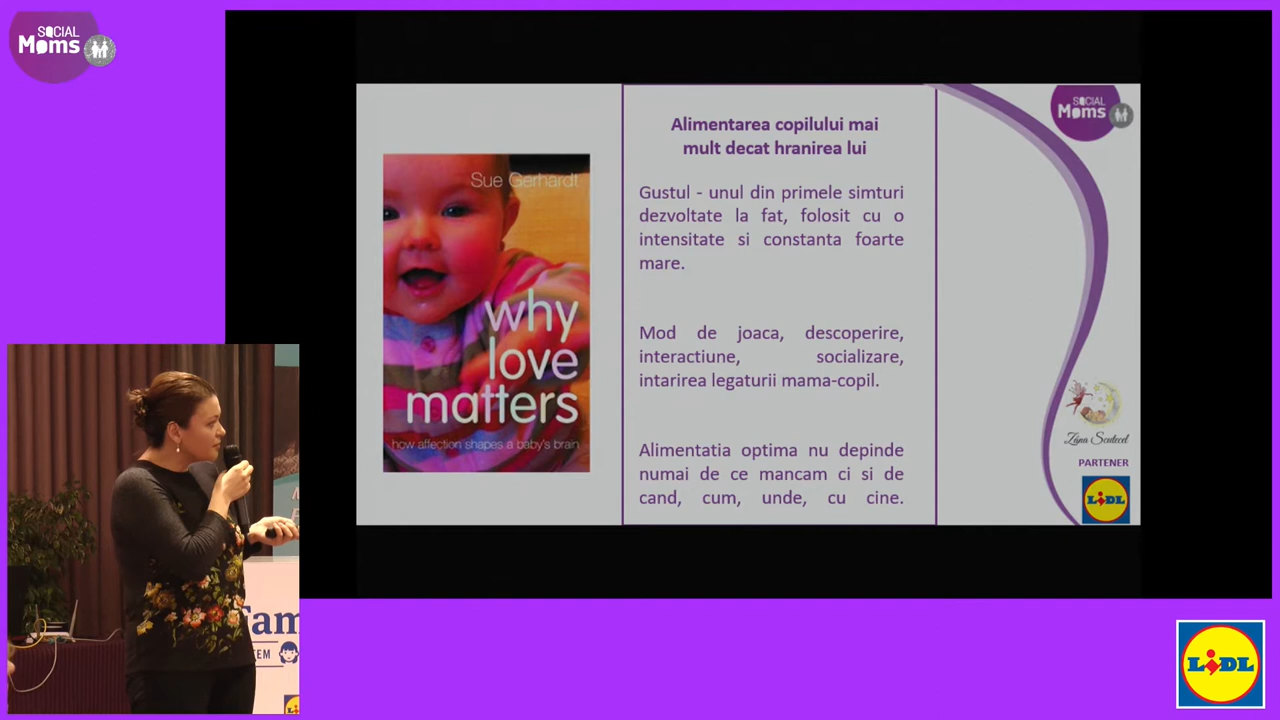 SOCIAL
Moms
Sue Gerhardt
why
love
matters
how affection shapes a baby's brain
Alimentarea copilului mai
mult decat hranirea lui
Gustul - unul din primele simturi
dezvoltate la fat, folosit cu o
intensitate si constanta foarte
mare.
Mod de joaca, descoperire,
interactiune, socializare,
intarirea legaturii mama-copil.
Alimentatia optima nu depinde
numai de ce mancam ci si de
cand, cum, unde, cu cine.
SOCIAL
Moms
Zâna Scutecel
PARTENER
LIDL
Fam
TEM
LIDL